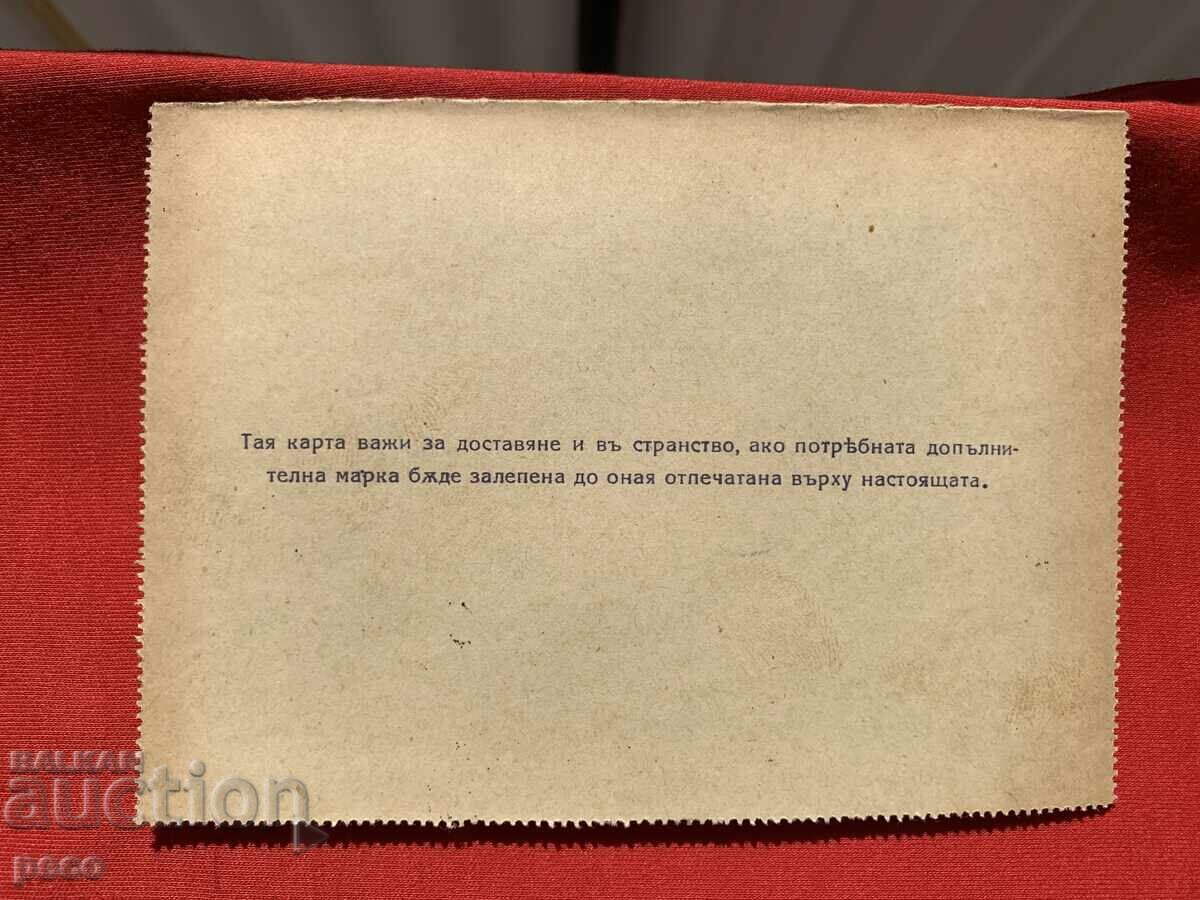 Тая карта важи за доставяне и въ странство, ако потрѣбната допълни-
телна марка бѫде залепена до оная отпечатана върху настоящата.
BALKAN
auction
peco